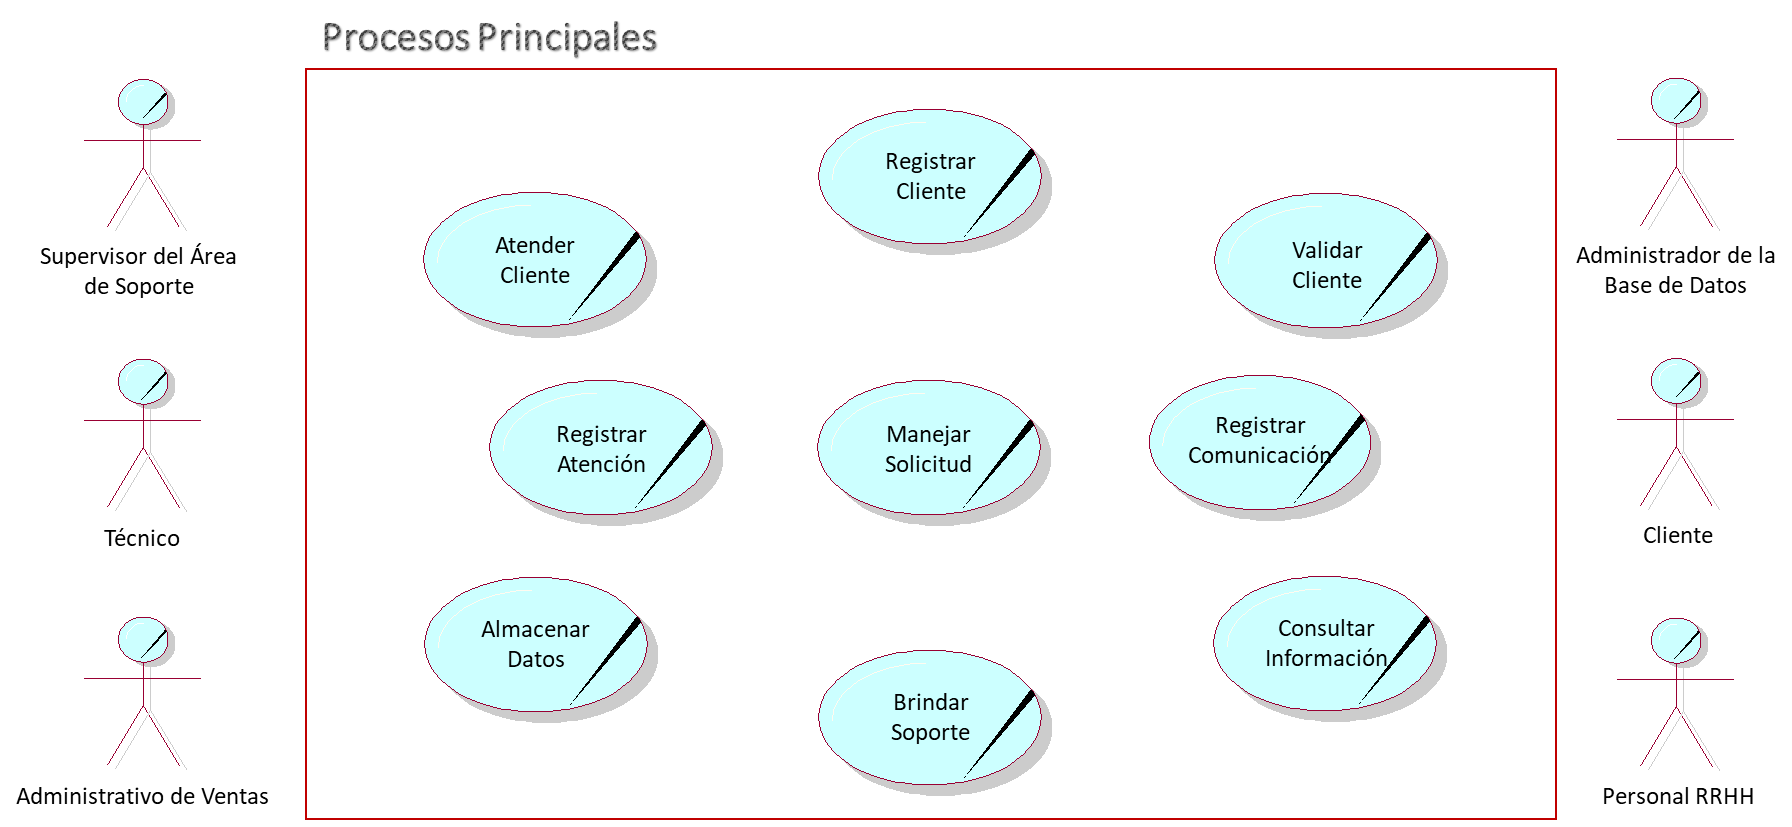 Procesos Principales
Supervisor del Área
de Soporte
Técnico
Administrativo de Ventas
Registrar
Cliente
Atender
Cliente
Validar
Cliente
Registrar
Atención
Manejar
Solicitud
Registrar
Comunicación
Almacenar
Datos
Brindar
Soporte
Consultar
Información
Administrador de la
Base de Datos
Cliente
Personal RRHH